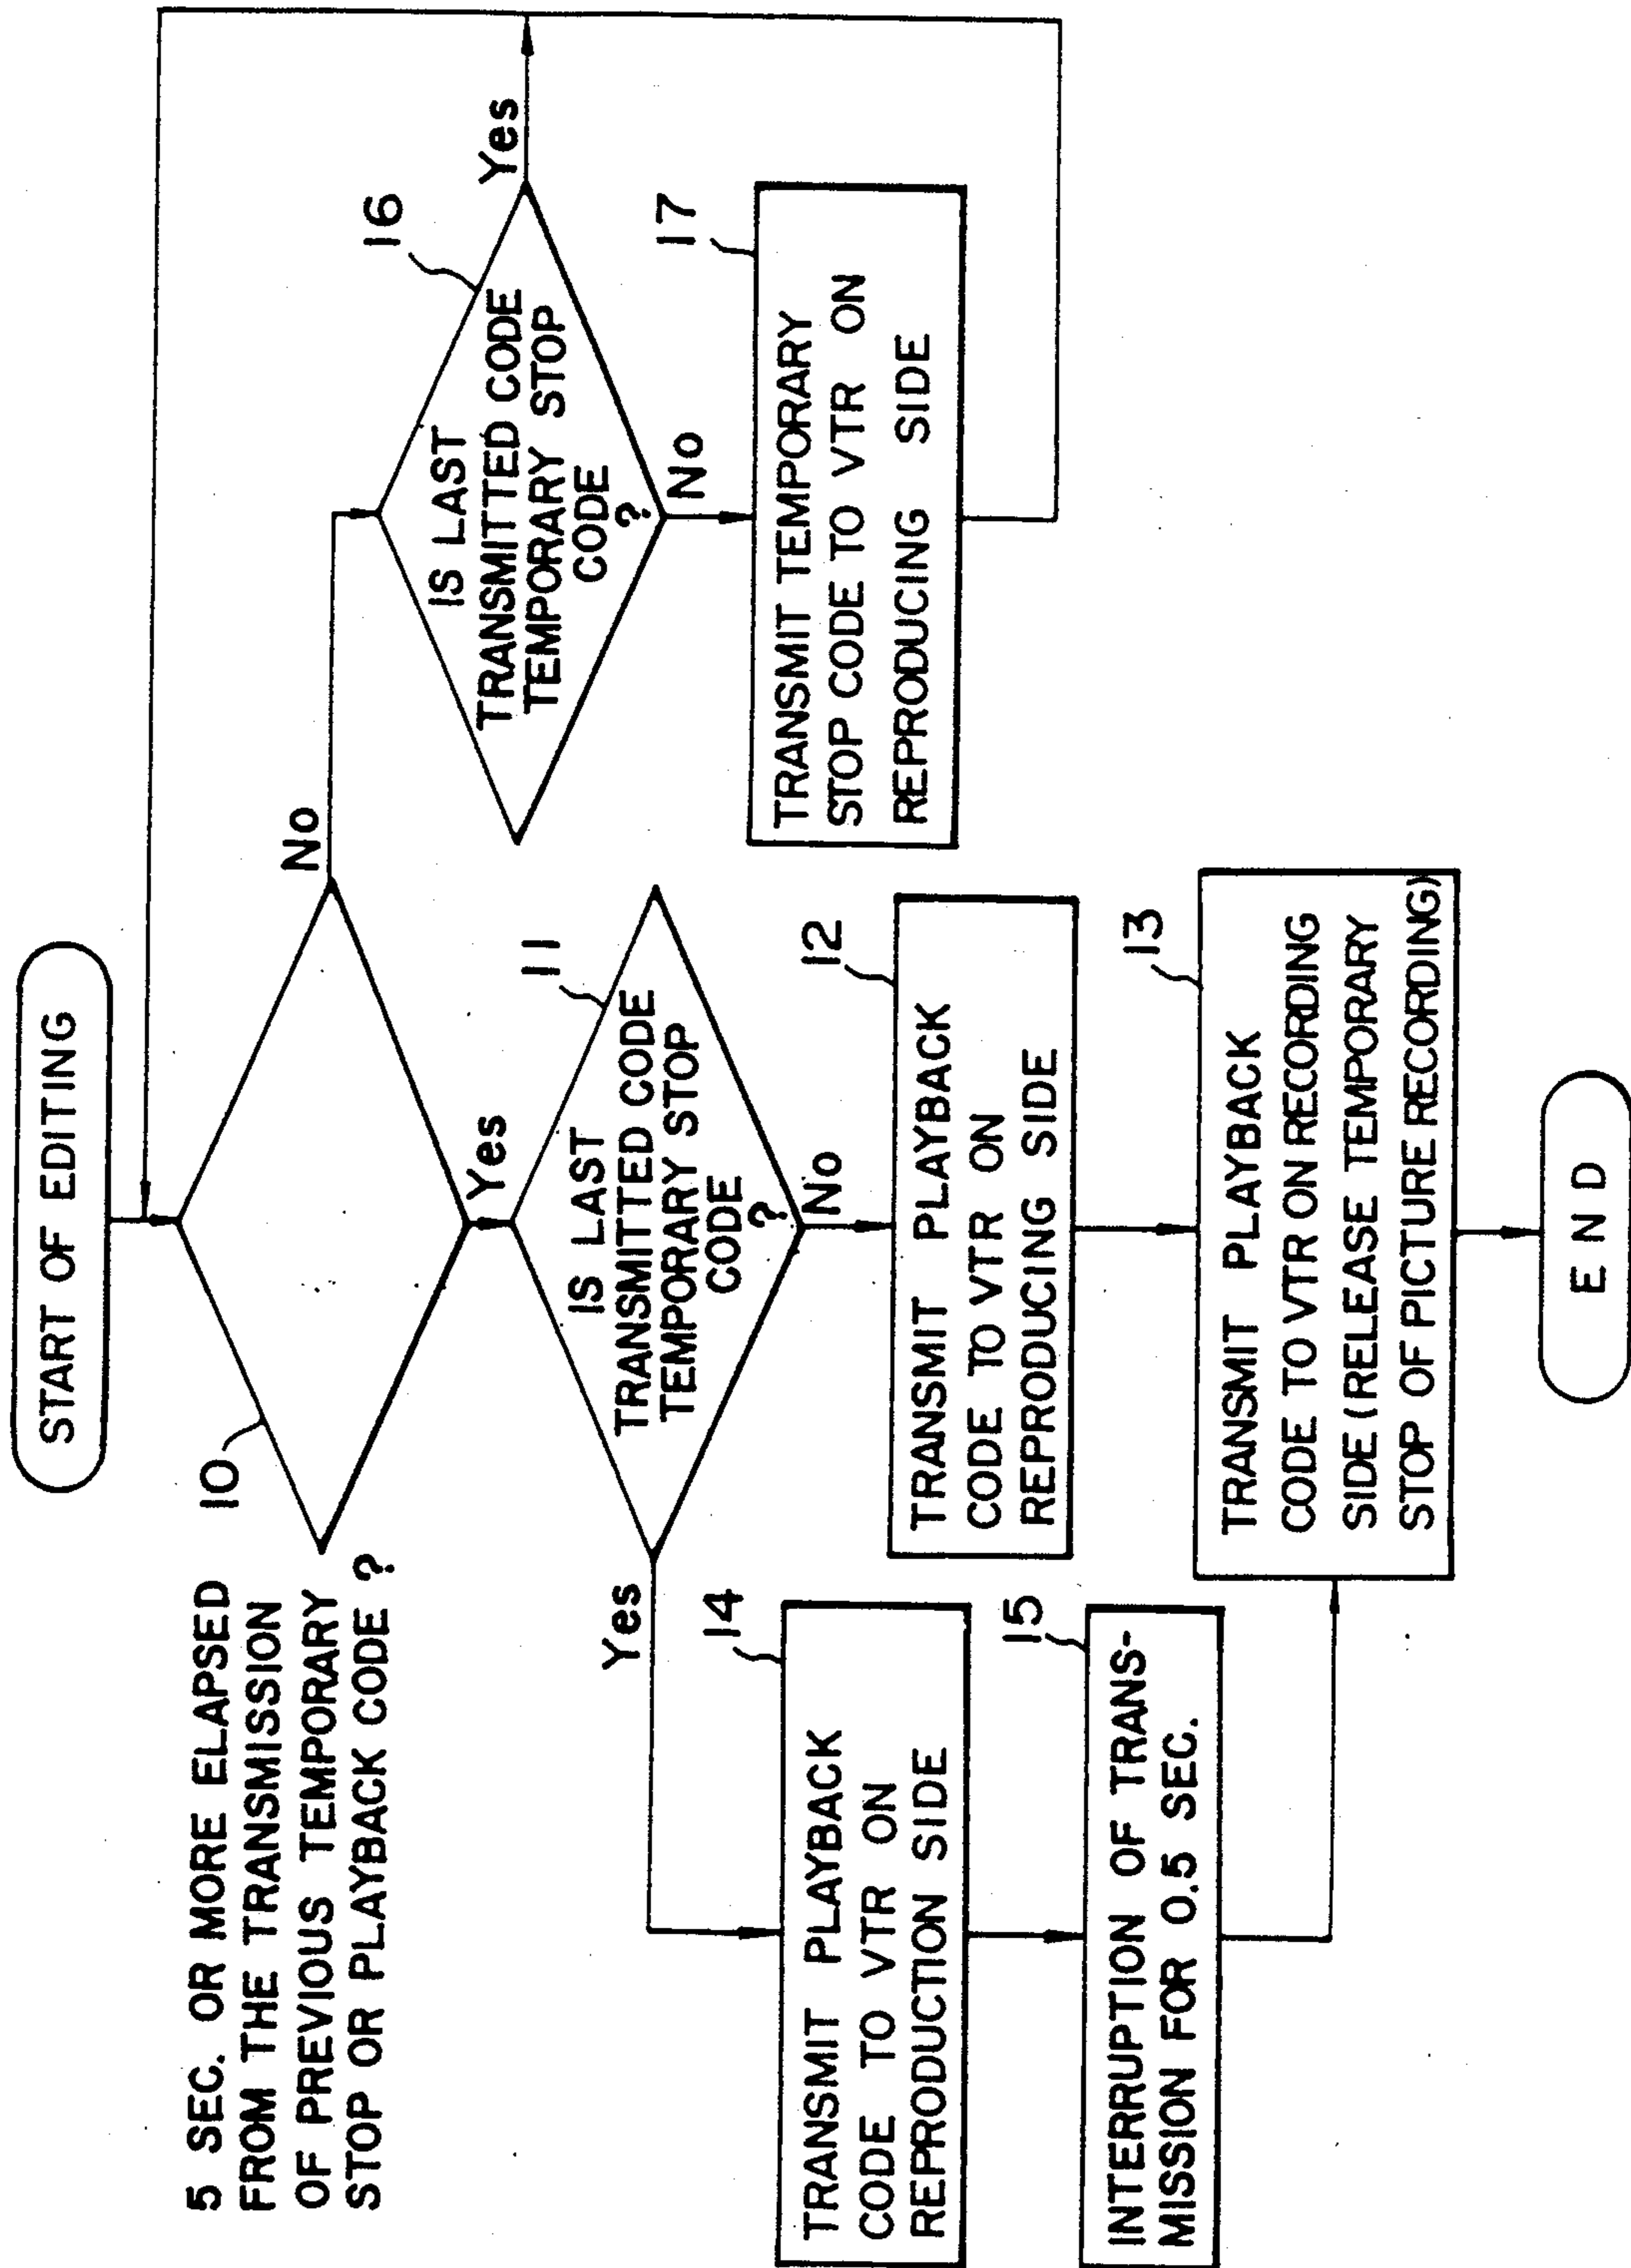 START OF EDITING
10
5 SEC. OR MORE ELAPSED
FROM THE TRANSMISSION
OF PREVIOUS TEMPORARY
STOP OR PLAYBACK CODE ?
No
Yes
11
IS LAST
TRANSMITTED CODE
TEMPORARY STOP
CODE
?
Yes
No
12
TRANSMIT PLAYBACK
CODE TO VTR ON
REPRODUCING SIDE
13
TRANSMIT PLAYBACK
CODE TO VTR ON RECORDING
SIDE (RELEASE TEMPORARY
STOP OF PICTURE RECORDING)
END
14
TRANSMIT PLAYBACK
CODE TO VTR ON
REPRODUCTION SIDE
15
INTERRUPTION OF TRANS-
MISSION FOR 0.5 SEC.
16
IS LAST
TRANSMITTED CODE
TEMPORARY STOP
CODE
?
Yes
No
17
TRANSMIT TEMPORARY
STOP CODE TO VTR ON
REPRODUCING SIDE